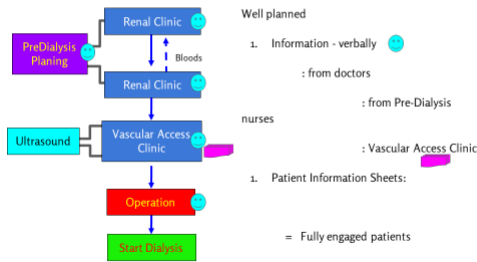 Renal Clinic
PreDialysis
Planing
Bloods
Renal Clinic
Vascular Access
Clinic
Ultrasound
Operation
Start Dialysis
Well planned
1. Information - verbally
: from doctors
: from Pre-Dialysis
nurses
: Vascular Access Clinic
1. Patient Information Sheets:
= Fully engaged patients